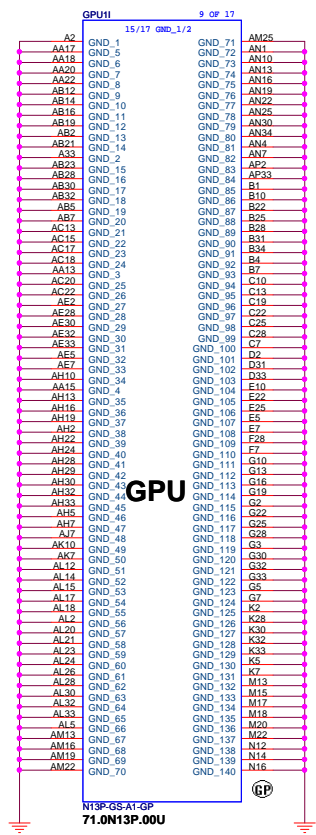 GPU1I 9 OF 17
15/17 GND_1/2
A2 GND_1 GND_71 AM25
AA17 GND_5 GND_72 AN1
AA18 GND_6 GND_73 AN10
AA20 GND_7 GND_74 AN13
AA22 GND_8 GND_75 AN16
AB12 GND_9 GND_76 AN19
AB14 GND_10 GND_77 AN22
AB16 GND_11 GND_78 AN25
AB19 GND_12 GND_79 AN30
AB2 GND_13 GND_80 AN34
AB21 GND_14 GND_81 AN4
A33 GND_2 GND_82 AN7
AB23 GND_15 GND_83 AP2
AB28 GND_16 GND_84 AP33
AB30 GND_17 GND_85 B1
AB32 GND_18 GND_86 B10
AB5 GND_19 GND_87 B22
AB7 GND_20 GND_88 B25
AC13 GND_21 GND_89 B28
AC15 GND_22 GND_90 B31
AC17 GND_23 GND_91 B34
AC18 GND_24 GND_92 B4
AA13 GND_3 GND_93 B7
AC20 GND_25 GND_94 C10
AC22 GND_26 GND_95 C13
AE2 GND_27 GND_96 C19
AE28 GND_28 GND_97 C22
AE30 GND_29 GND_98 C25
AE32 GND_30 GND_99 C28
AE33 GND_31 GND_100 C7
AE5 GND_32 GND_101 D2
AE7 GND_33 GND_102 D31
AH10 GND_34 GND_103 D33
AA15 GND_4 GND_104 E10
AH13 GND_35 GND_105 E22
AH16 GND_36 GND_106 E25
AH19 GND_37 GND_107 E5
AH2 GND_38 GND_108 E7
AH22 GND_39 GND_109 F28
AH24 GND_40 GND_110 F7
AH28 GND_41 GND_111 G10
AH29 GND_42 GND_112 G13
AH30 GND_43 GND_113 G16
AH32 GND_44 GND_114 G19
GPU
AH33 GND_45 GND_115 G2
AH5 GND_46 GND_116 G22
AH7 GND_47 GND_117 G25
AJ7 GND_48 GND_118 G28
AK10 GND_49 GND_119 G3
AK7 GND_50 GND_120 G30
AL12 GND_51 GND_121 G32
AL14 GND_52 GND_122 G33
AL15 GND_53 GND_123 G5
AL17 GND_54 GND_124 G7
AL18 GND_55 GND_125 K2
AL2 GND_56 GND_126 K28
AL20 GND_57 GND_127 K30
AL21 GND_58 GND_128 K32
AL23 GND_59 GND_129 K33
AL24 GND_60 GND_130 K5
AL26 GND_61 GND_131 K7
AL28 GND_62 GND_132 M13
AL30 GND_63 GND_133 M15
AL32 GND_64 GND_134 M17
AL33 GND_65 GND_135 M18
AL5 GND_66 GND_136 M20
AM13 GND_67 GND_137 M22
AM16 GND_68 GND_138 N12
AM19 GND_69 GND_139 N14
AM22 GND_70 GND_140 N16
GP
N13P-GS-A1-GP
71.0N13P.00U